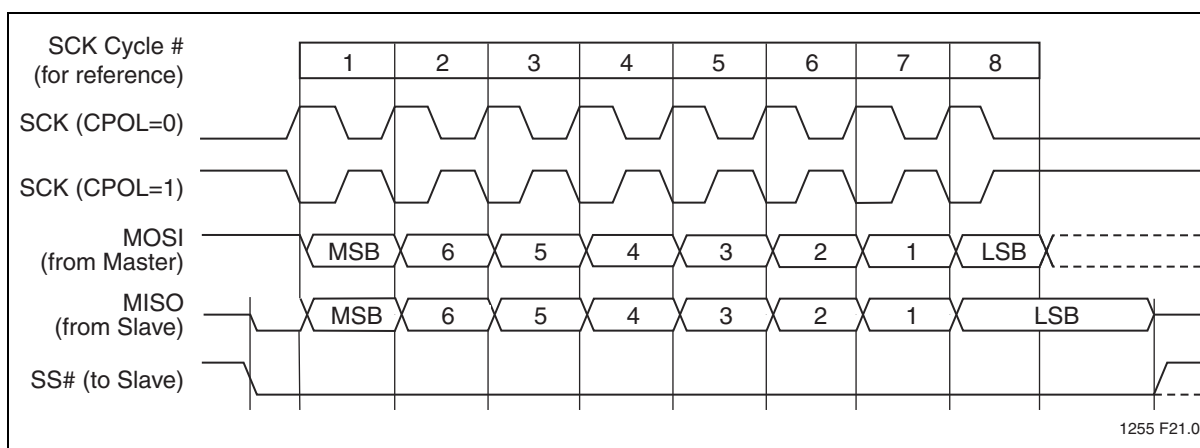 SCK Cycle #
(for reference)
1 2 3 4 5 6 7 8
SCK (CPOL=0)
SCK (CPOL=1)
MOSI
(from Master)
MSB 6 5 4 3 2 1 LSB
MISO
(from Slave)
MSB 6 5 4 3 2 1 LSB
SS# (to Slave)
1255 F21.0